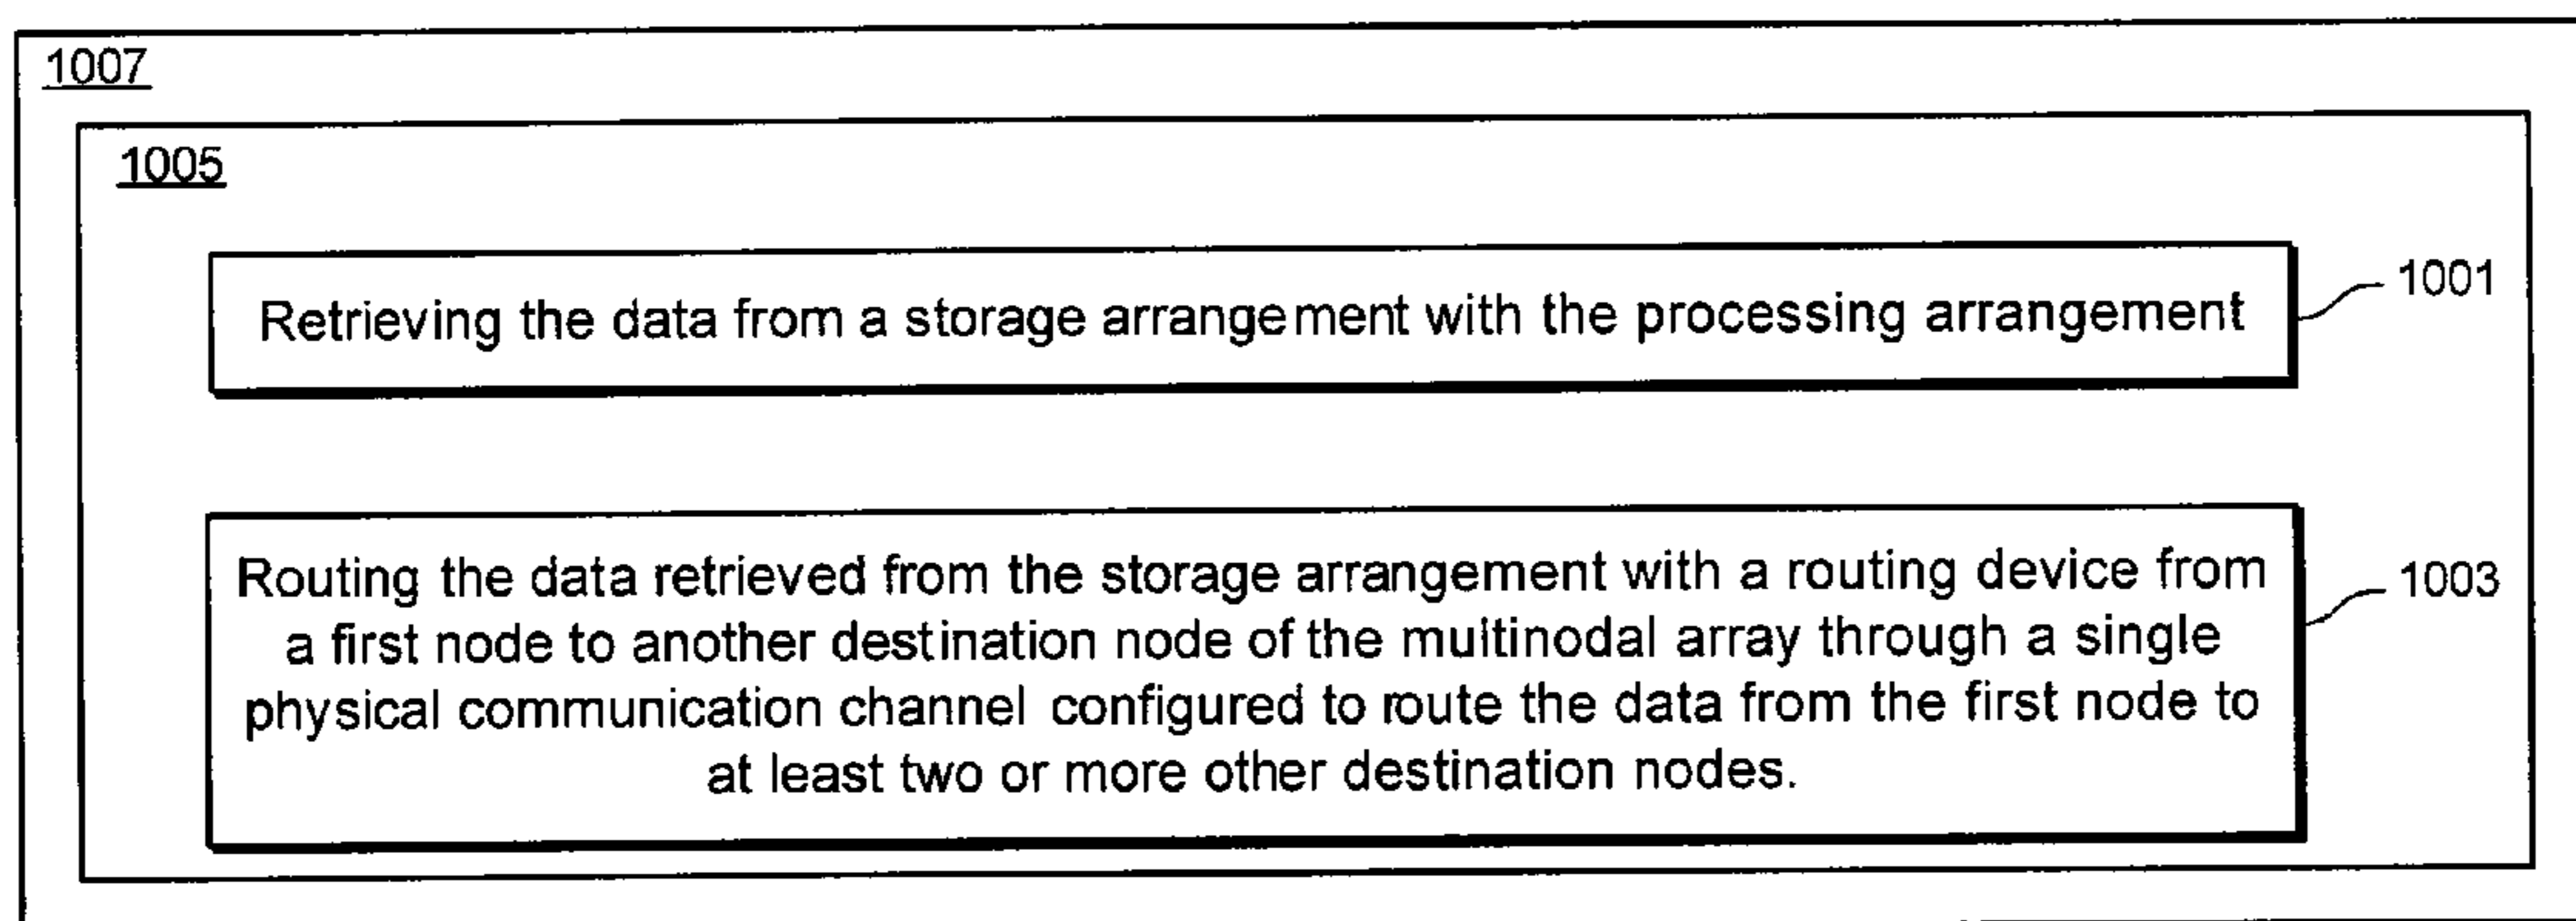 1007
1005
Retrieving the data from a storage arrangement with the processing arrangement
1001
Routing the data retrieved from the storage arrangement with a routing device from
a first node to another destination node of the multinodal array through a single
physical communication channel configured to route the data from the first node to
at least two or more other destination nodes.
1003